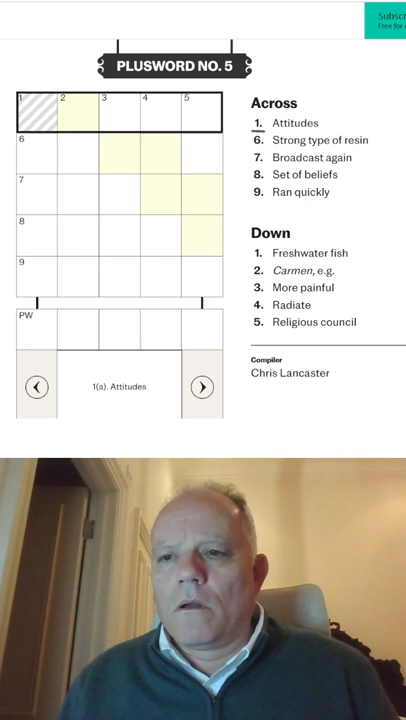 Subscr
Free for
PLUSWORD NO. 5
1 2 3 4 5
6
7
8
9
PW
1(a). Attitudes
Across
1. Attitudes
6. Strong type of resin
7. Broadcast again
8. Set of beliefs
9. Ran quickly
Down
1. Freshwater fish
2. Carmen, e.g.
3. More painful
4. Radiate
5. Religious council
Compiler
Chris Lancaster